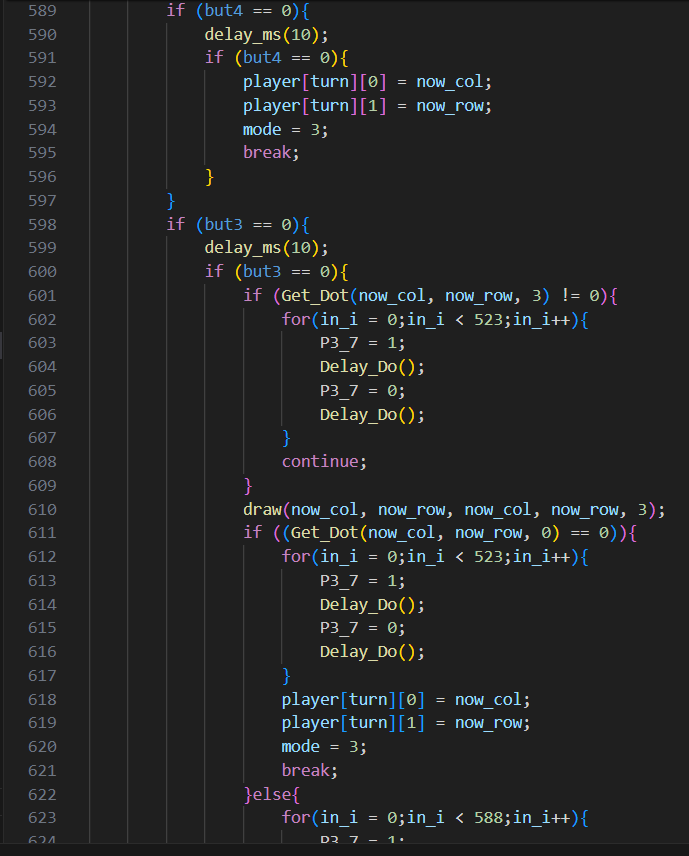 589 if (but4 == 0){
590 delay_ms(10);
591 if (but4 == 0){
592 player[turn][0] = now_col;
593 player[turn][1] = now_row;
594 mode = 3;
595 break;
596 }
597 }
598 if (but3 == 0){
599 delay_ms(10);
600 if (but3 == 0){
601 if (Get_Dot(now_col, now_row, 3) != 0){
602 for(in_i = 0;in_i < 523;in_i++){
603 P3_7 = 1;
604 Delay_Do();
605 P3_7 = 0;
606 Delay_Do();
607 }
608 continue;
609 }
610 draw(now_col, now_row, now_col, now_row, 3);
611 if ((Get_Dot(now_col, now_row, 0) == 0)){
612 for(in_i = 0;in_i < 523;in_i++){
613 P3_7 = 1;
614 Delay_Do();
615 P3_7 = 0;
616 Delay_Do();
617 }
618 player[turn][0] = now_col;
619 player[turn][1] = now_row;
620 mode = 3;
621 break;
622 }else{
623 for(in_i = 0;in_i < 588;in_i++){
624 P3_7 = 1;